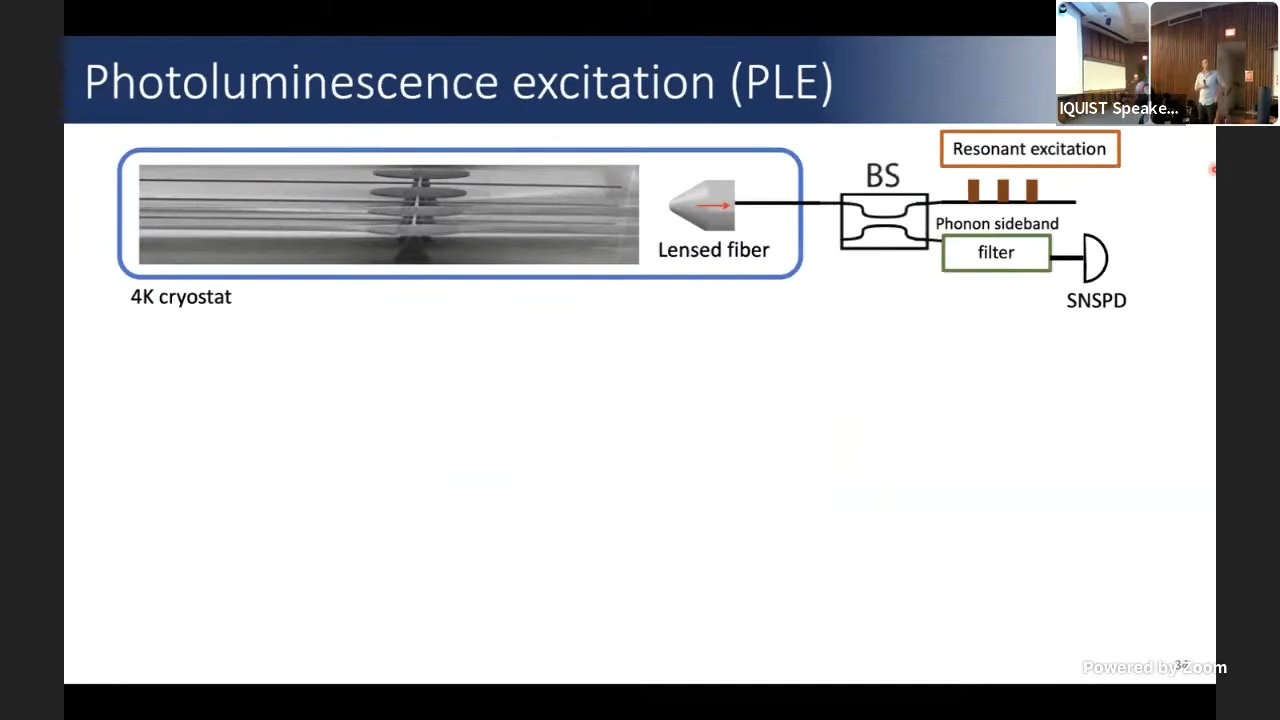 Photoluminescence excitation (PLE)
IQUIST Speake...
Resonant excitation
BS
Phonon sideband
filter
Lensed fiber
SNSPD
4K cryostat
Powered by Zoom